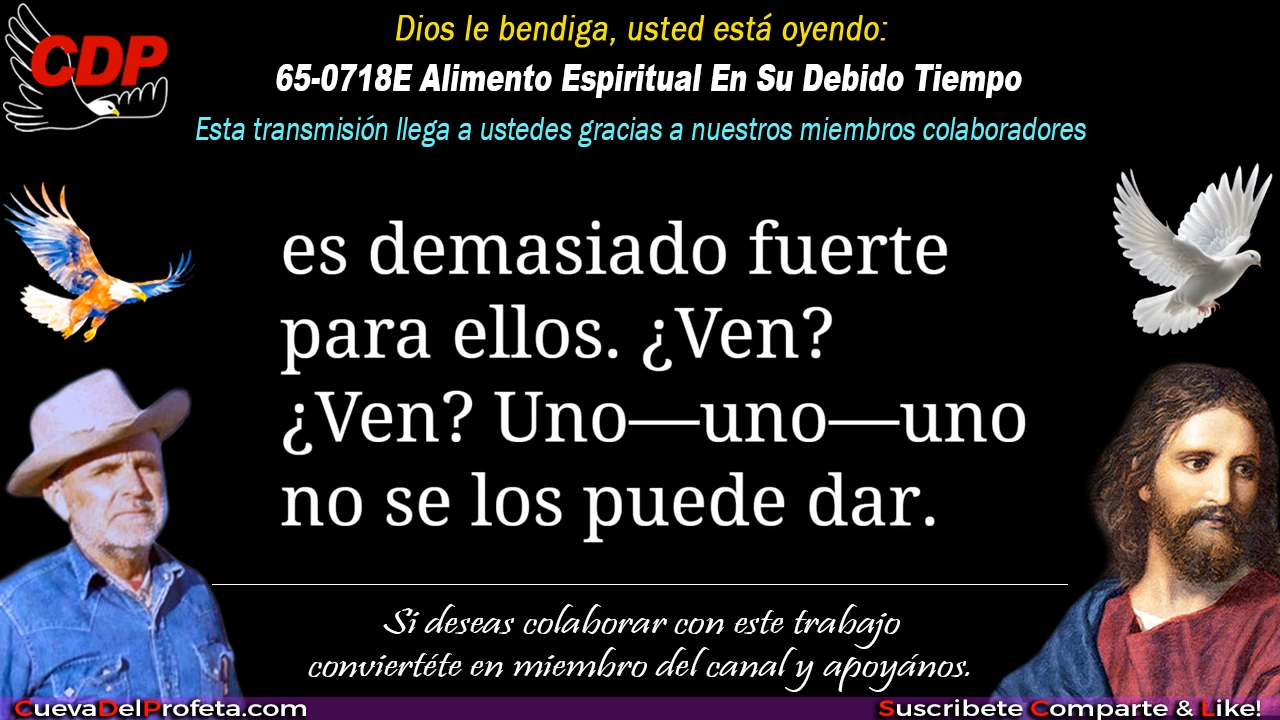 CDP
Dios le bendiga, usted está oyendo:
65-0718E Alimento Espiritual En Su Debido Tiempo
Esta transmisión llega a ustedes gracias a nuestros miembros colaboradores
es demasiado fuerte
para ellos. ¿Ven?
¿Ven? Uno—uno—uno
no se los puede dar.
Si deseas colaborar con este trabajo
conviertéte en miembro del canal y apoyános.
CuevaDelProfeta.com
Suscribete Comparte & Like!